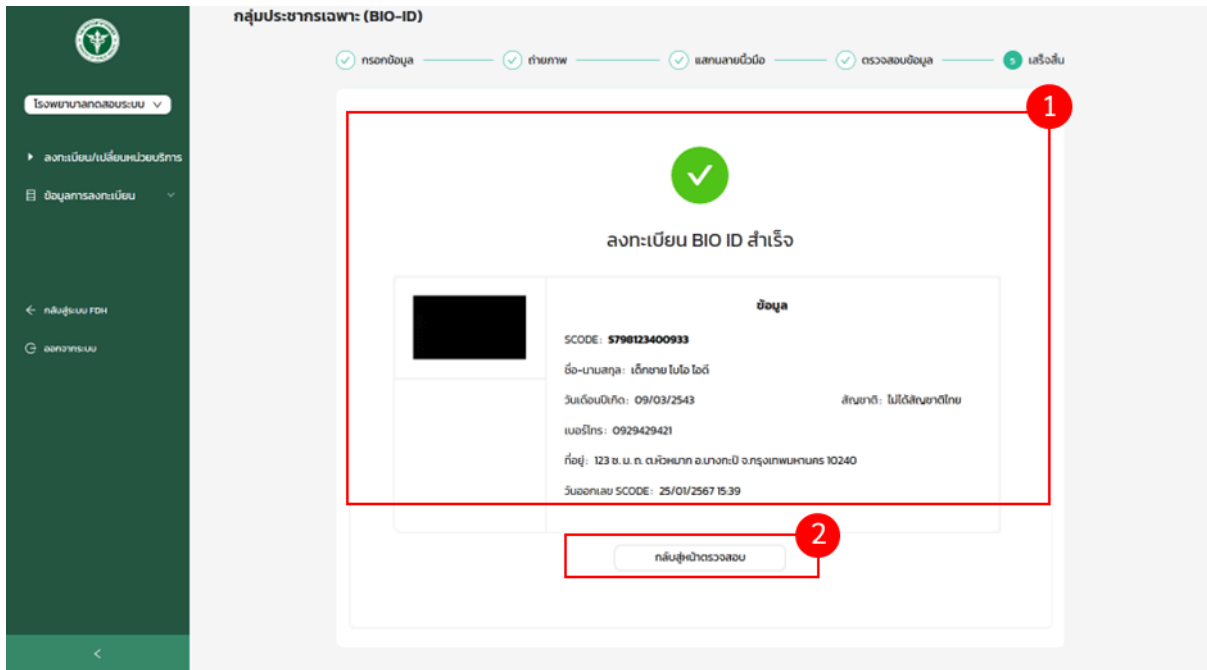 กลุ่มประชากรเฉพาะ (BIO-ID)
กรอกข้อมูล
ถ่ายภาพ
แสกนลายนิ้วมือ
ตรวจสอบข้อมูล
5 เสร็จสิ้น
โรงพยาบาลทดสอบระบบ
ลงทะเบียน/เปลี่ยนหน่วยบริการ
ข้อมูลการลงทะเบียน
กลับสู่ระบบ FDH
ออกจากระบบ
1
ลงทะเบียน BIO ID สำเร็จ
ข้อมูล
SCODE: S798123400933
ชื่อ-นามสกุล: เด็กชาย ไบโอ ไอดี
วันเดือนปีเกิด: 09/03/2543 สัญชาติ: ไม่ได้สัญชาติไทย
เบอร์โทร: 0929429421
ที่อยู่: 123 ซ. ม. ถ. ต.หัวหมาก อ.บางกะปิ จ.กรุงเทพมหานคร 10240
วันออกเลข SCODE: 25/01/2567 15:39
2
กลับสู่หน้าตรวจสอบ